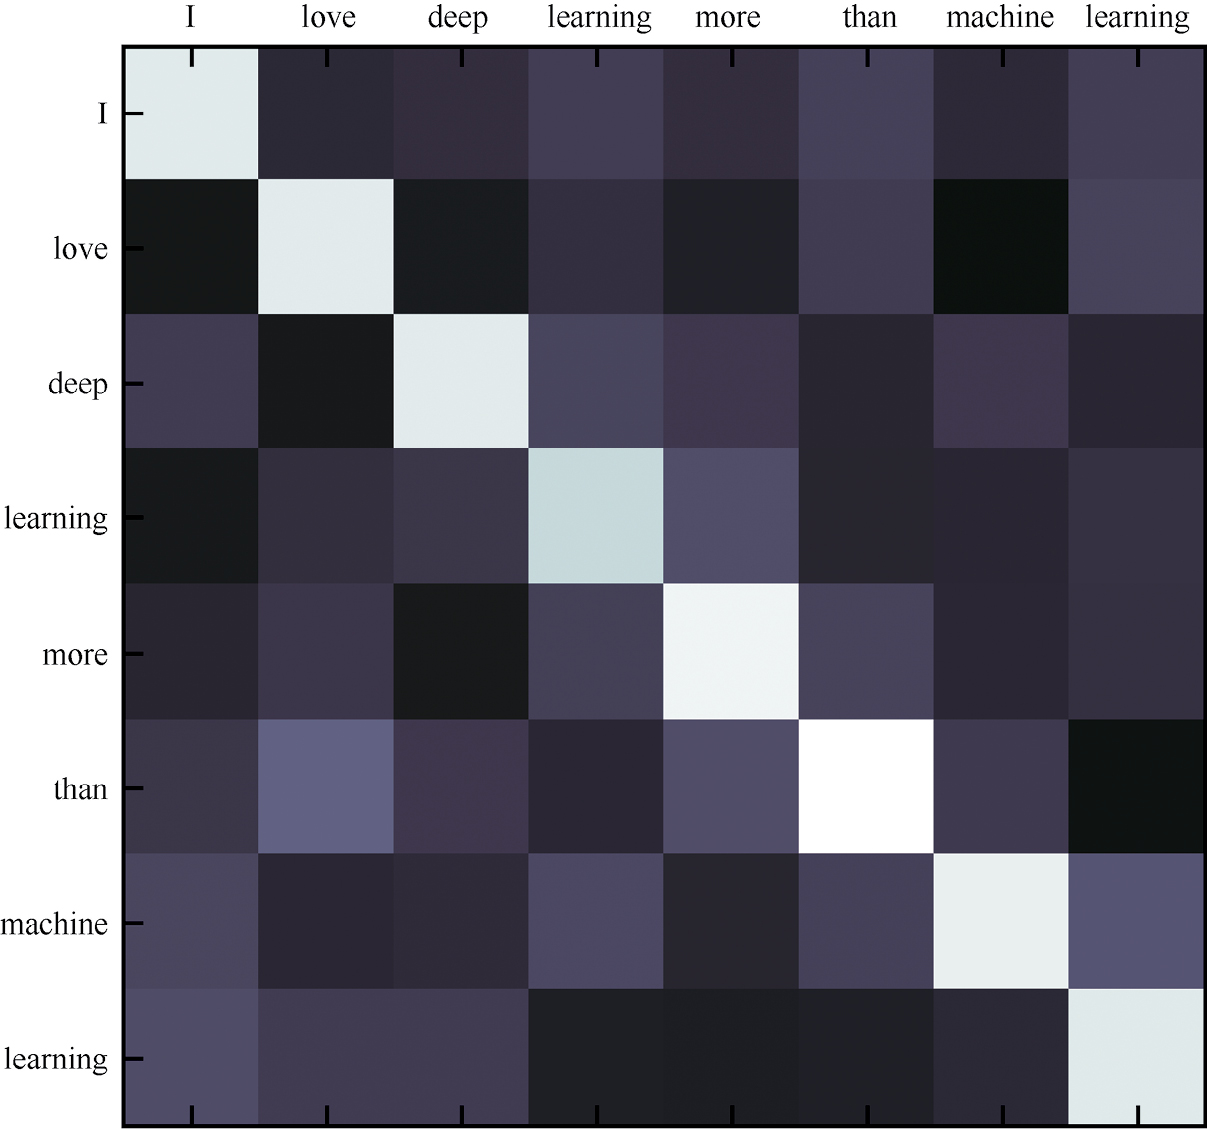 I love deep learning more than machine learning
I
love
deep
learning
more
than
machine
learning